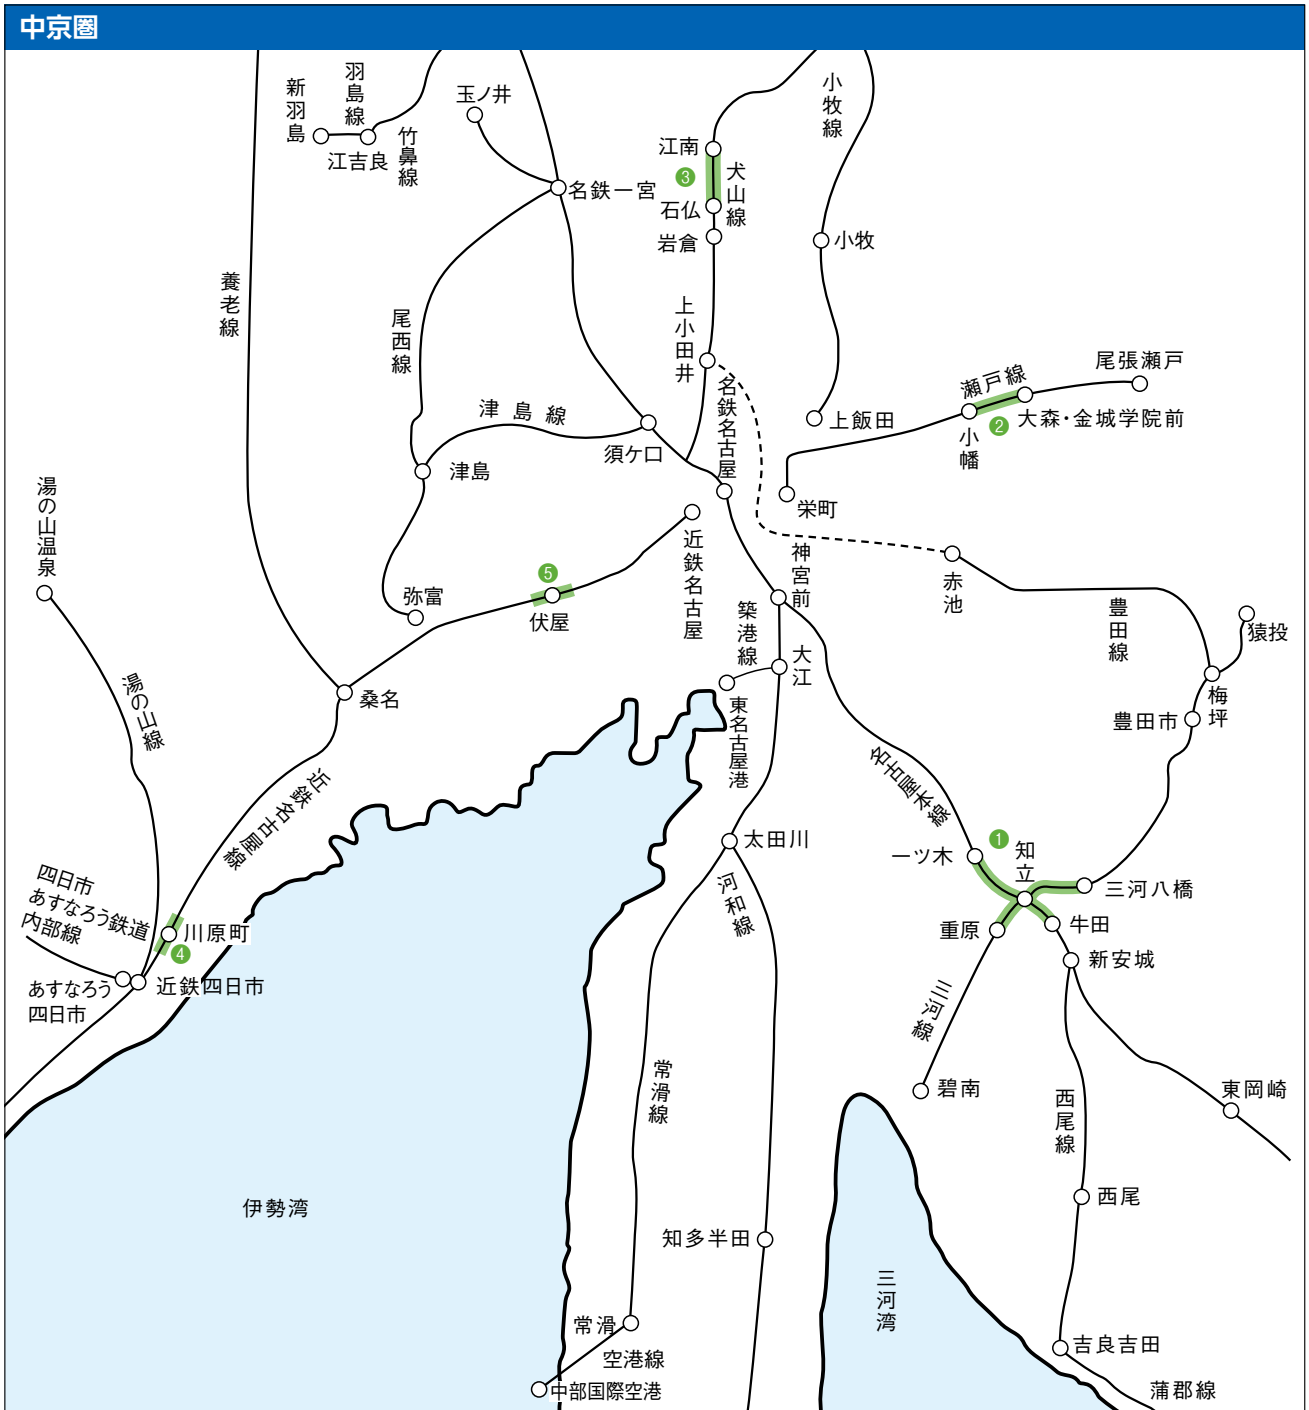 中京圏
新羽島
羽島線
江吉良
竹鼻線
玉ノ井
名鉄一宮
江南
③
犬山線
石仏
岩倉
小牧線
小牧
養老線
尾西線
上小田井
名鉄名古屋
上飯田
瀬戸線
尾張瀬戸
小幡
②
大森・金城学院前
栄町
津島線
須ケ口
津島
湯の山温泉
近鉄名古屋
神宮前
赤池
豊田線
猿投
弥富
⑤
伏屋
築港線
大江
梅坪
豊田市
湯の山線
桑名
東名古屋港
近鉄名古屋線
名古屋本線
太田川
河和線
一ツ木
①
知立
三河八橋
重原
牛田
新安城
四日市
あすなろう鉄道
内部線
川原町
④
あすなろう
四日市
近鉄四日市
三河線
碧南
常滑線
西尾線
東岡崎
伊勢湾
西尾
知多半田
三河湾
常滑
空港線
中部国際空港
吉良吉田
蒲郡線